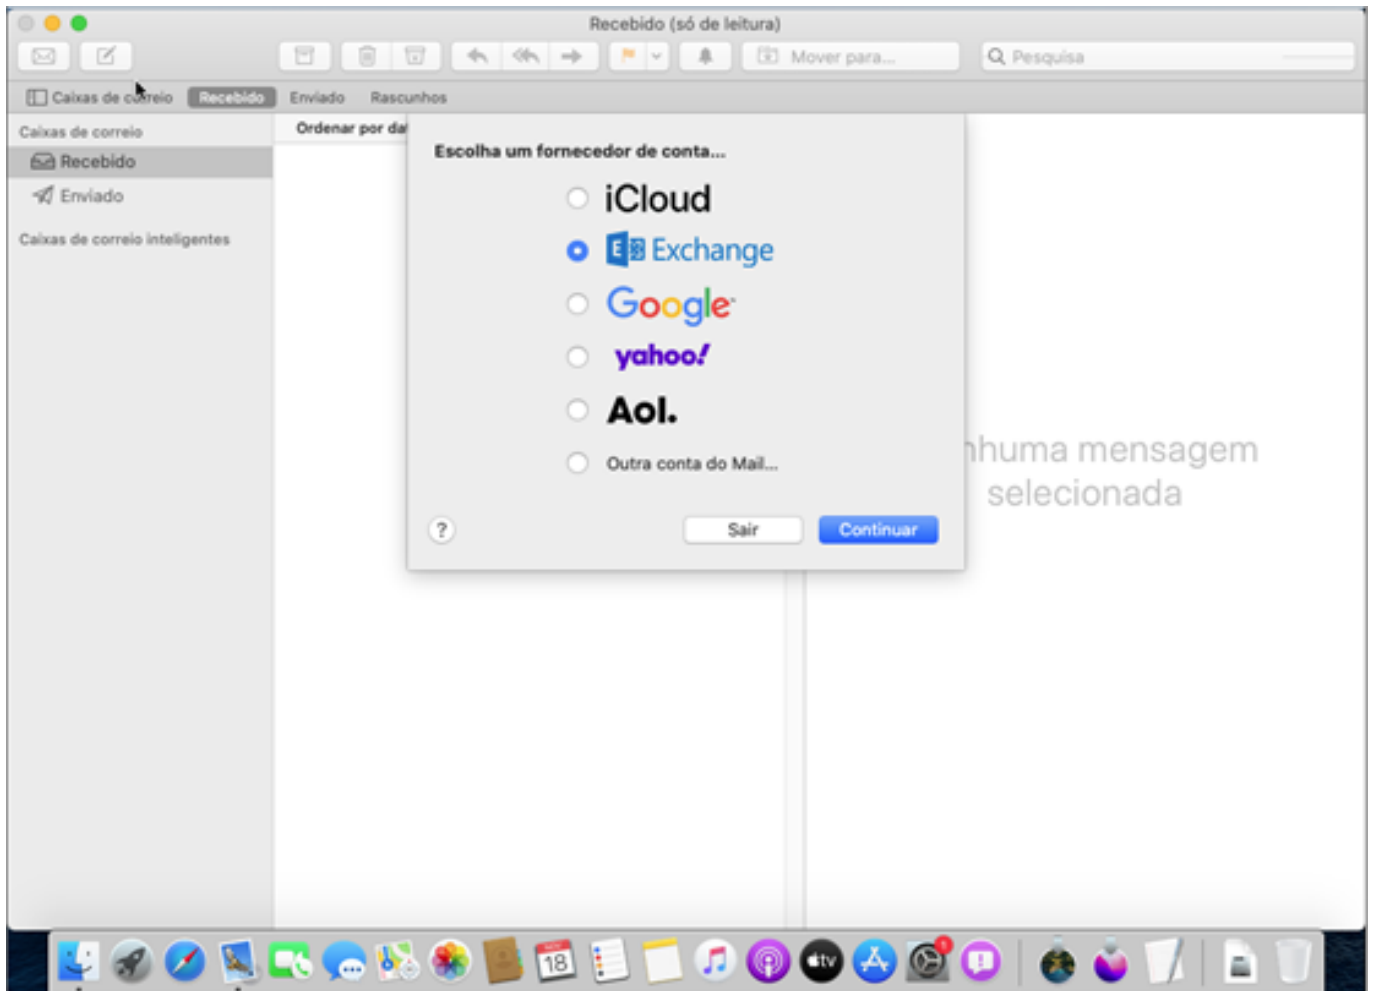 Recebido (só de leitura)
Mover para...
Pesquisa
Caixas de correio
Recebido
Enviado
Rascunhos
Caixas de correio
Recebido
Enviado
Caixas de correio inteligentes
Ordenar por da
Escolha um fornecedor de conta...
iCloud
E Exchange
Google
yahoo!
Aol.
Outra conta do Mail...
?
Sair
Continuar
nhuma mensagem
selecionada
18
tv
1